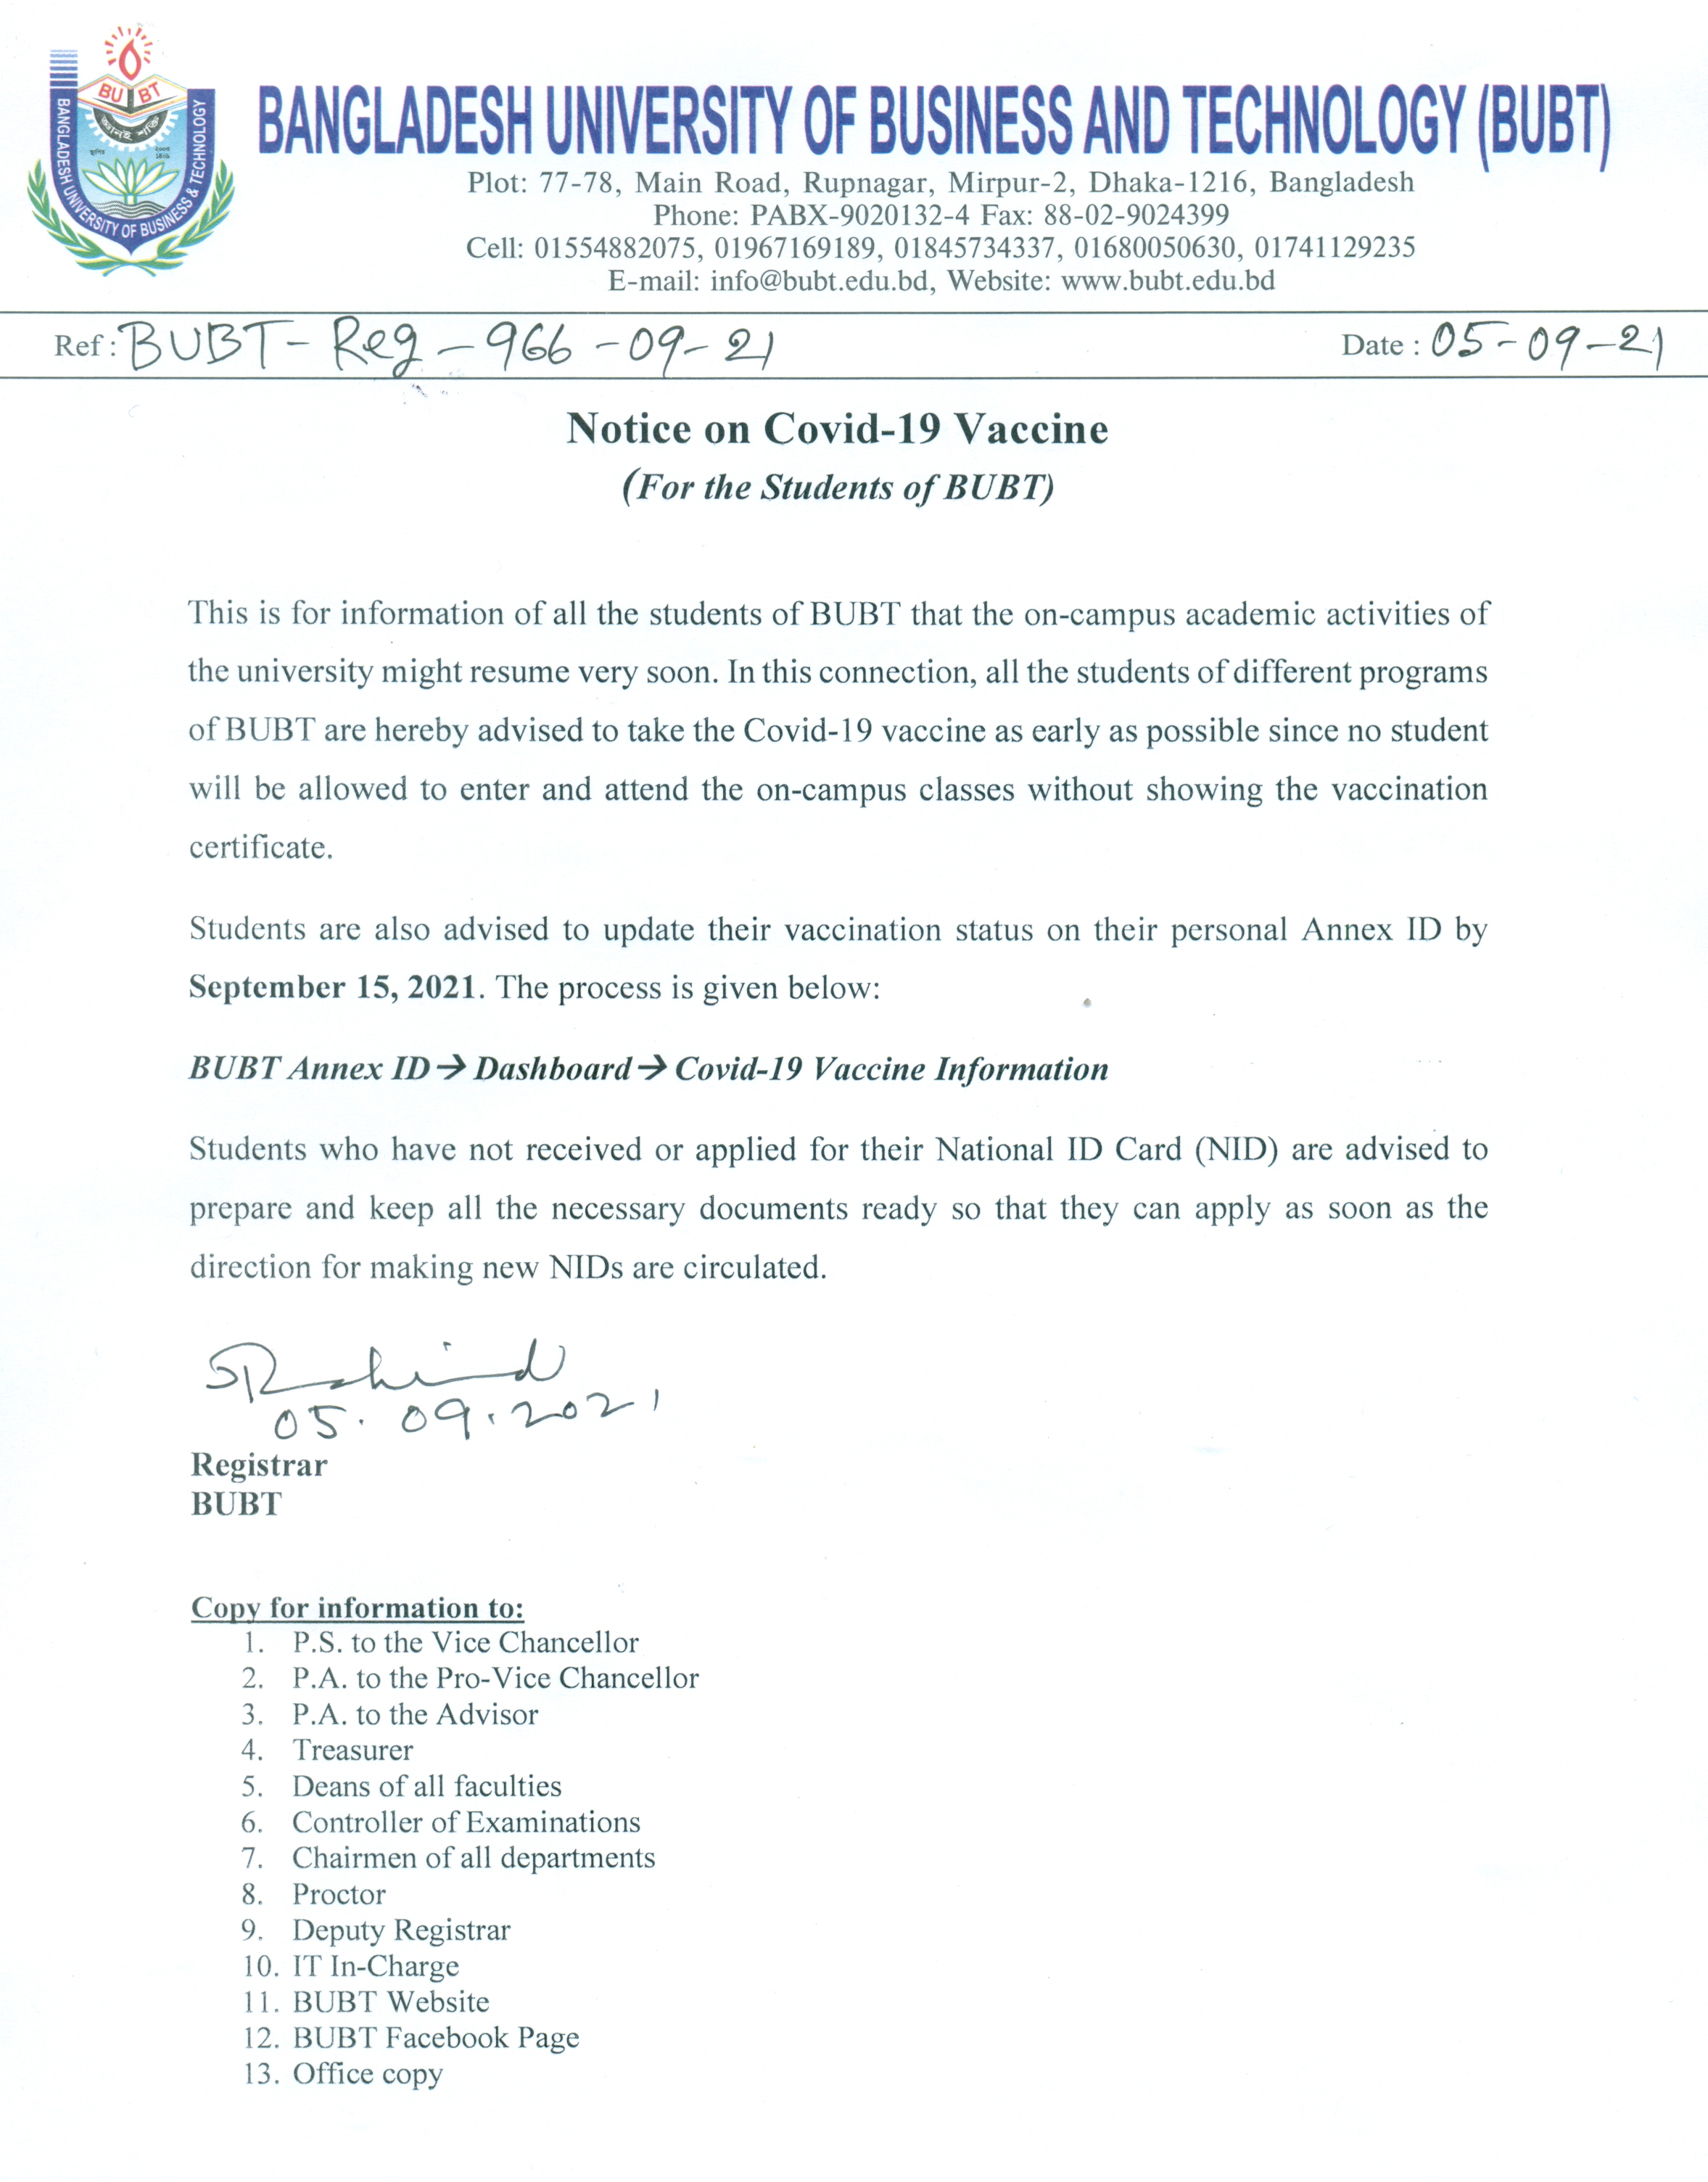 BU BT
জ্ঞানই শক্তি
স্থাপিত ২০০৩
BANGLADESH UNIVERSITY OF BUSINESS & TECHNOLOGY
BANGLADESH UNIVERSITY OF BUSINESS AND TECHNOLOGY (BUBT)
Plot: 77-78, Main Road, Rupnagar, Mirpur-2, Dhaka-1216, Bangladesh
Phone: PABX-9020132-4 Fax: 88-02-9024399
Cell: 01554882075, 01967169189, 01845734337, 01680050630, 01741129235
E-mail: info@bubt.edu.bd, Website: www.bubt.edu.bd
Ref : BUBT - Reg - 966 - 09 - 21 Date : 05 - 09 - 21
Notice on Covid-19 Vaccine
(For the Students of BUBT)
This is for information of all the students of BUBT that the on-campus academic activities of
the university might resume very soon. In this connection, all the students of different programs
of BUBT are hereby advised to take the Covid-19 vaccine as early as possible since no student
will be allowed to enter and attend the on-campus classes without showing the vaccination
certificate.
Students are also advised to update their vaccination status on their personal Annex ID by
September 15, 2021. The process is given below:
BUBT Annex ID → Dashboard → Covid-19 Vaccine Information
Students who have not received or applied for their National ID Card (NID) are advised to
prepare and keep all the necessary documents ready so that they can apply as soon as the
direction for making new NIDs are circulated.
05.09.2021
Registrar
BUBT
Copy for information to:
1. P.S. to the Vice Chancellor
2. P.A. to the Pro-Vice Chancellor
3. P.A. to the Advisor
4. Treasurer
5. Deans of all faculties
6. Controller of Examinations
7. Chairmen of all departments
8. Proctor
9. Deputy Registrar
10. IT In-Charge
11. BUBT Website
12. BUBT Facebook Page
13. Office copy